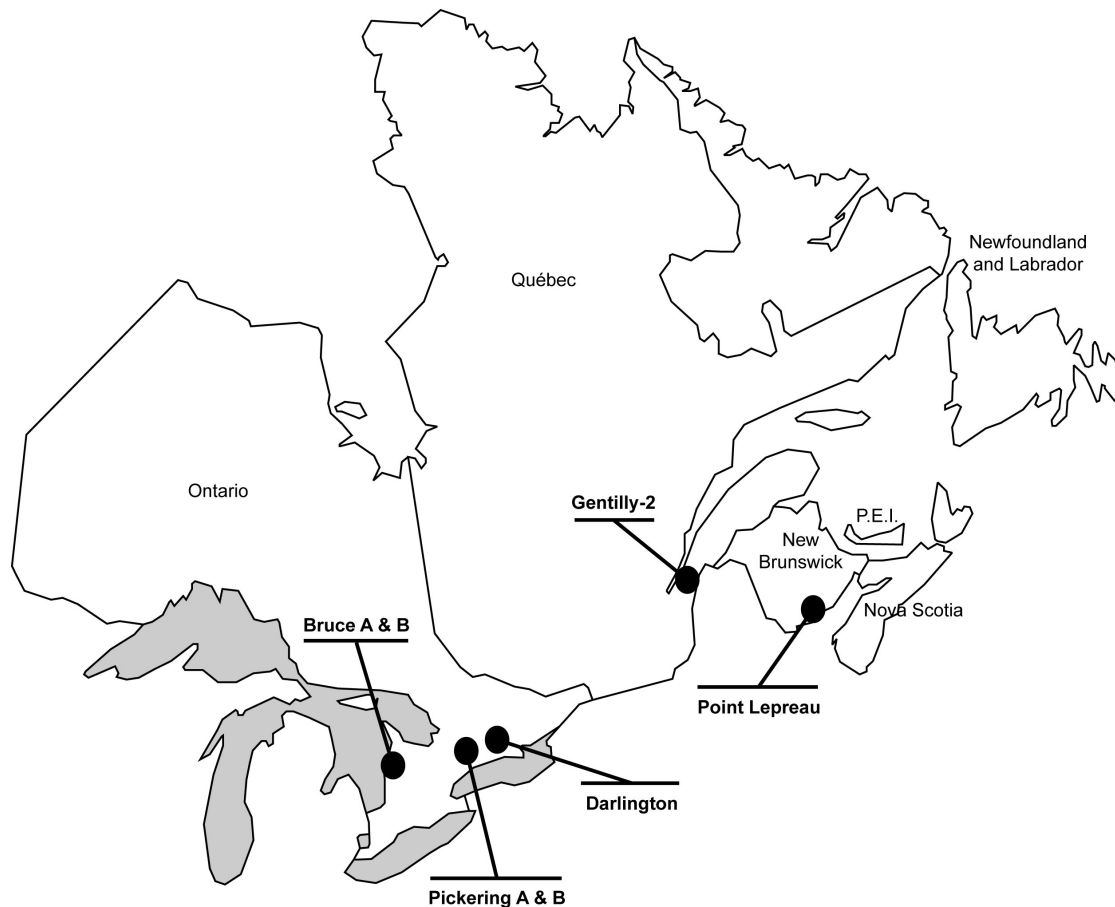 Newfoundland
and Labrador
Québec
Ontario
Gentilly-2
P.E.I.
New
Brunswick
Nova Scotia
Bruce A & B
Point Lepreau
Darlington
Pickering A & B